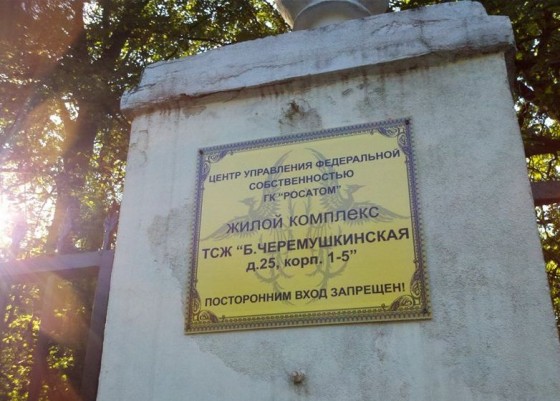 ЦЕНТР УПРАВЛЕНИЯ ФЕДЕРАЛЬНОЙ
СОБСТВЕННОСТЬЮ
ГК "РОСАТОМ"
ЖИЛОЙ КОМПЛЕКС
ТСЖ "Б.ЧЕРЕМУШКИНСКАЯ
д.25, корп. 1-5"
ПОСТОРОННИМ ВХОД ЗАПРЕЩЕН!